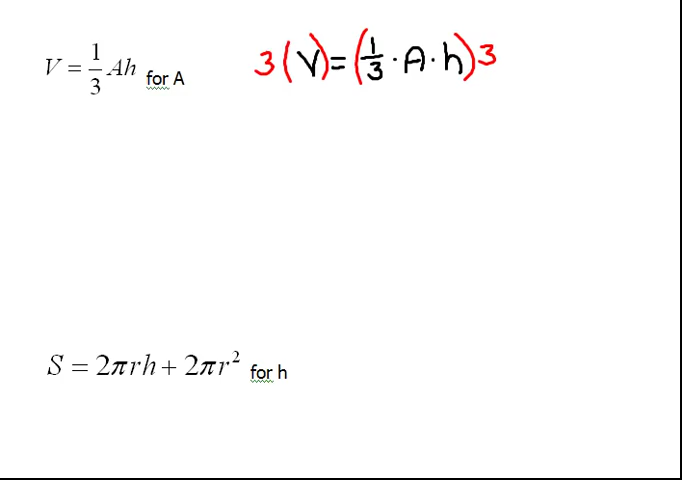 V = 1/3 Ah for A
3(V) = (1/3 · A · h)3
S = 2πrh + 2πr² for h